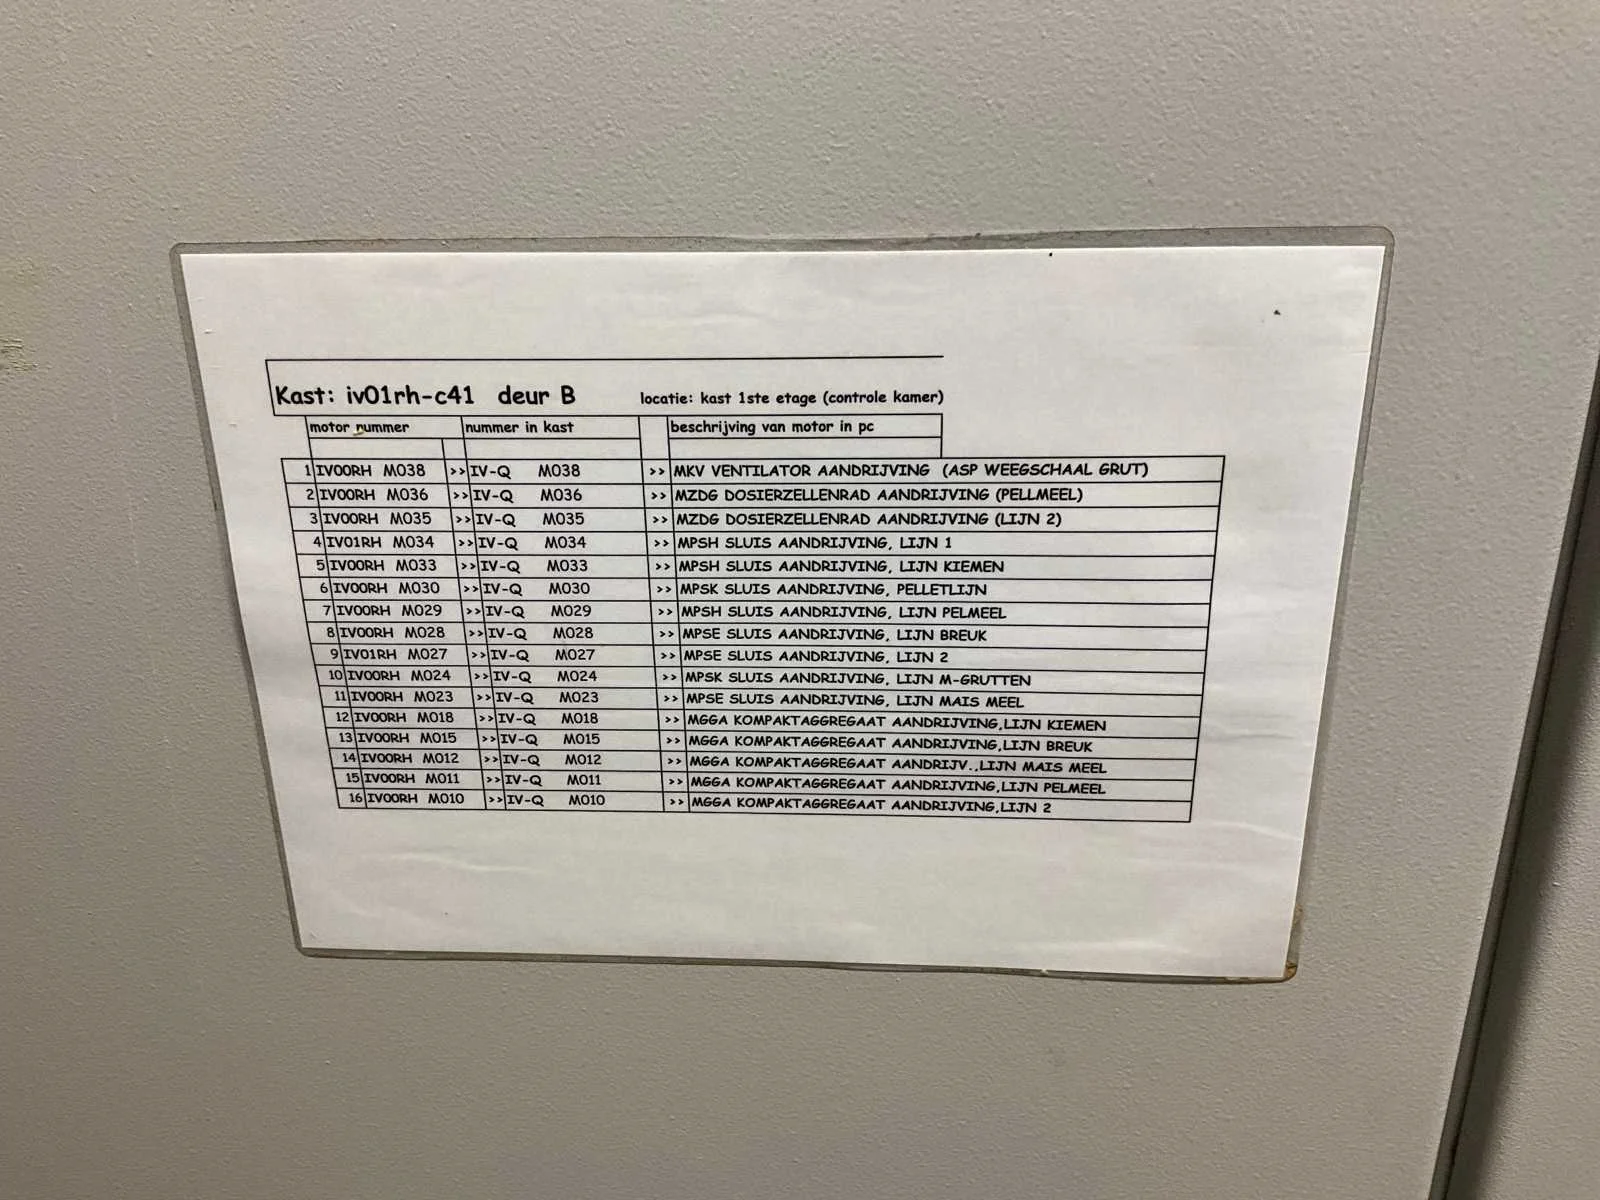 Kast: iv01rh-c41 deur B locatie: kast 1ste etage (controle kamer)
motor nummer nummer in kast beschrijving van motor in pc
1 IV00RH M038 >> IV-Q M038 >> MKV VENTILATOR AANDRIJVING (ASP WEEGSCHAAL GRUT)
2 IV00RH M036 >> IV-Q M036 >> MZDG DOSIERZELLENRAD AANDRIJVING (PELLMEEL)
3 IV00RH M035 >> IV-Q M035 >> MZDG DOSIERZELLENRAD AANDRIJVING (LIJN 2)
4 IV01RH M034 >> IV-Q M034 >> MPSH SLUIS AANDRIJVING, LIJN 1
5 IV00RH M033 >> IV-Q M033 >> MPSH SLUIS AANDRIJVING, LIJN KIEMEN
6 IV00RH M030 >> IV-Q M030 >> MPSK SLUIS AANDRIJVING, PELLETLIJN
7 IV00RH M029 >> IV-Q M029 >> MPSH SLUIS AANDRIJVING, LIJN PELMEEL
8 IV00RH M028 >> IV-Q M028 >> MPSE SLUIS AANDRIJVING, LIJN BREUK
9 IV01RH M027 >> IV-Q M027 >> MPSE SLUIS AANDRIJVING, LIJN 2
10 IV00RH M024 >> IV-Q M024 >> MPSK SLUIS AANDRIJVING, LIJN M-GRUTTEN
11 IV00RH M023 >> IV-Q M023 >> MPSE SLUIS AANDRIJVING, LIJN MAIS MEEL
12 IV00RH M018 >> IV-Q M018 >> MGGA KOMPAKTAGGREGAAT AANDRIJVING,LIJN KIEMEN
13 IV00RH M015 >> IV-Q M015 >> MGGA KOMPAKTAGGREGAAT AANDRIJVING,LIJN BREUK
14 IV00RH M012 >> IV-Q M012 >> MGGA KOMPAKTAGGREGAAT AANDRIJV.,LIJN MAIS MEEL
15 IV00RH M011 >> IV-Q M011 >> MGGA KOMPAKTAGGREGAAT AANDRIJVING,LIJN PELMEEL
16 IV00RH M010 >> IV-Q M010 >> MGGA KOMPAKTAGGREGAAT AANDRIJVING,LIJN 2